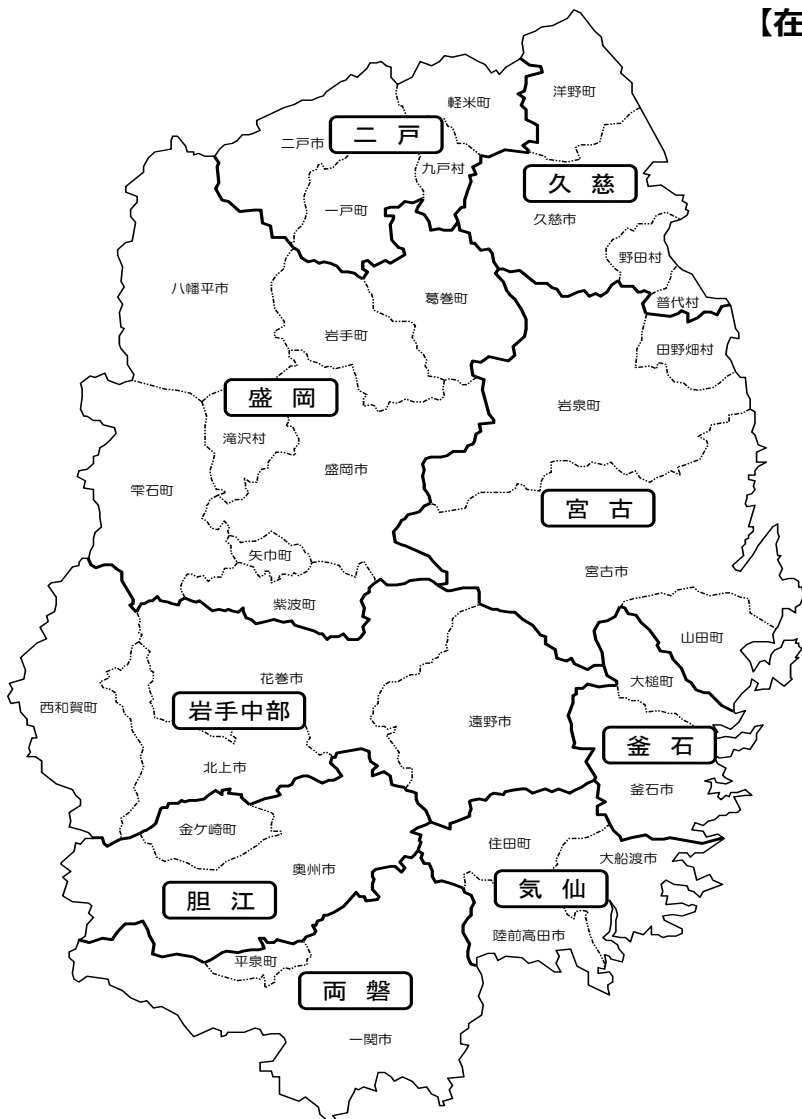 【在
洋野町
軽米町
二戸市
二 戸
九戸村
久 慈
一戸町
久慈市
野田村
八幡平市
葛巻町
普代村
岩手町
田野畑村
盛 岡
岩泉町
滝沢村
盛岡市
雫石町
宮 古
矢巾町
宮古市
紫波町
山田町
花巻市
大槌町
西和賀町
岩手中部
遠野市
釜 石
北上市
釜石市
金ケ崎町
住田町
大船渡市
奥州市
胆 江
気 仙
陸前高田市
平泉町
両 磐
一関市